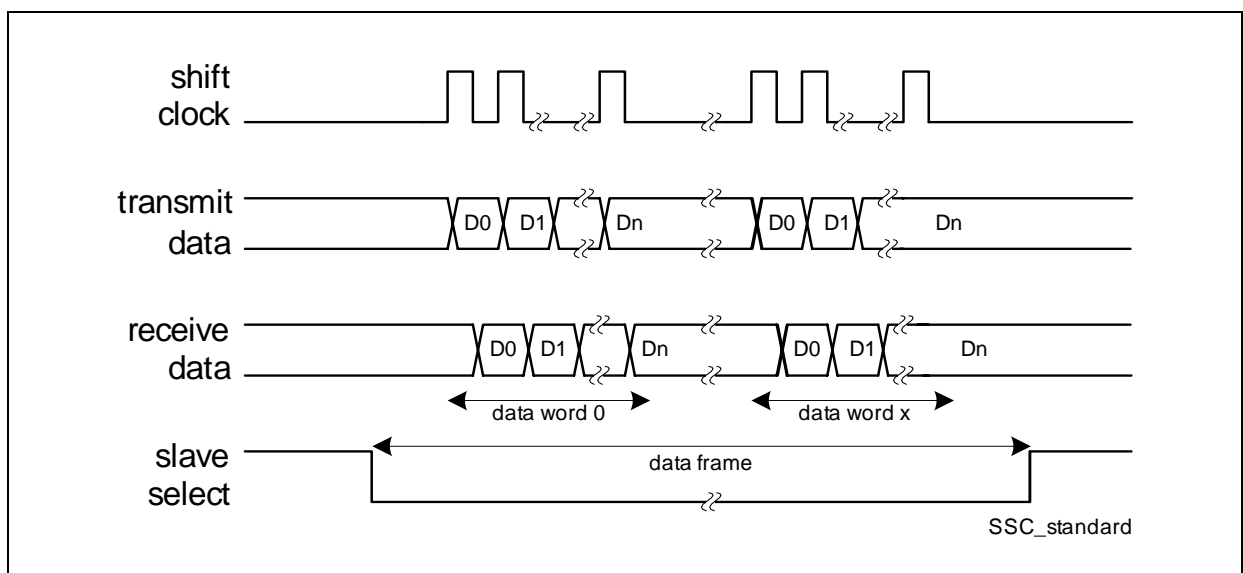 shift
clock
transmit
data
D0 D1 Dn D0 D1 Dn
receive
data
D0 D1 Dn D0 D1 Dn
data word 0 data word x
slave
select
data frame
SSC_standard